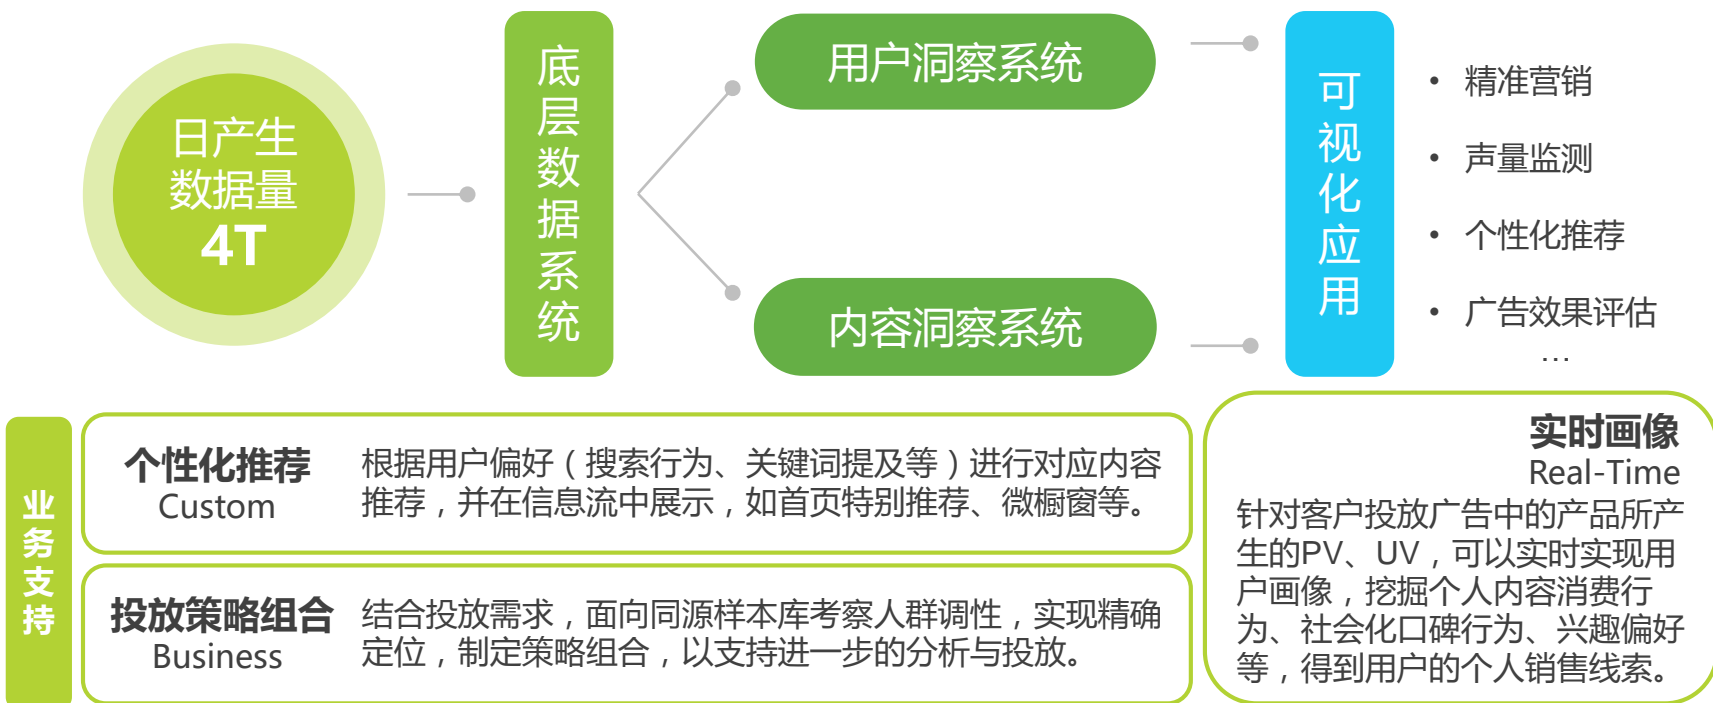 日产生
数据量
4T
底层数据系统
用户洞察系统
内容洞察系统
可视化应用
• 精准营销
• 声量监测
• 个性化推荐
• 广告效果评估
…
业务支持
个性化推荐
Custom
根据用户偏好（搜索行为、关键词提及等）进行对应内容
推荐，并在信息流中展示，如首页特别推荐、微橱窗等。
投放策略组合
Business
结合投放需求，面向同源样本库考察人群调性，实现精确
定位，制定策略组合，以支持进一步的分析与投放。
实时画像
Real-Time
针对客户投放广告中的产品所产
生的PV、UV，可以实时实现用
户画像，挖掘个人内容消费行
为、社会化口碑行为、兴趣偏好
等，得到用户的个人销售线索。